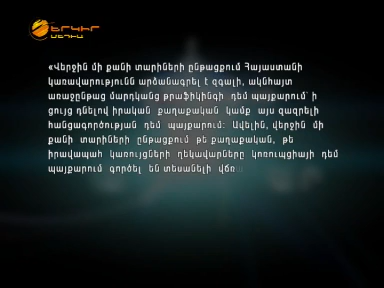 ԵՐԿԻՐ
ՄԵԴԻԱ
«Վերջին մի քանի տարիների ընթացքում Հայաստանի
կառավարությունն արձանագրել է զգալի, ակնհայտ
առաջընթաց մարդկանց թրաֆիկինգի դեմ պայքարում՝ ի
ցույց դնելով իրական քաղաքական կամք այս զազրելի
հանցագործության դեմ պայքարում: Ավելին, վերջին մի
քանի տարիների ընթացքում թե քաղաքական, թե
իրավապահ կառույցների ղեկավարները կոռուպցիայի դեմ
պայքարում գործել են տեսանելի վճռ